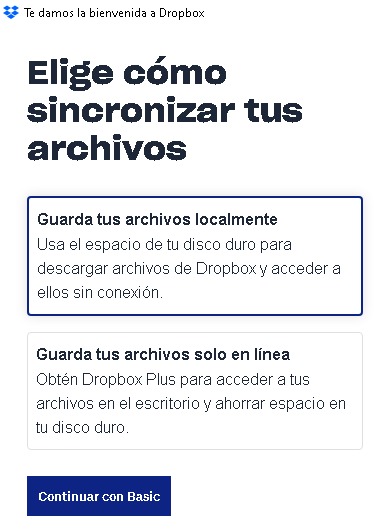 Te damos la bienvenida a Dropbox
Elige cómo
sincronizar tus
archivos
Guarda tus archivos localmente
Usa el espacio de tu disco duro para
descargar archivos de Dropbox y acceder a
ellos sin conexión.
Guarda tus archivos solo en línea
Obtén Dropbox Plus para acceder a tus
archivos en el escritorio y ahorrar espacio en
tu disco duro.
Continuar con Basic